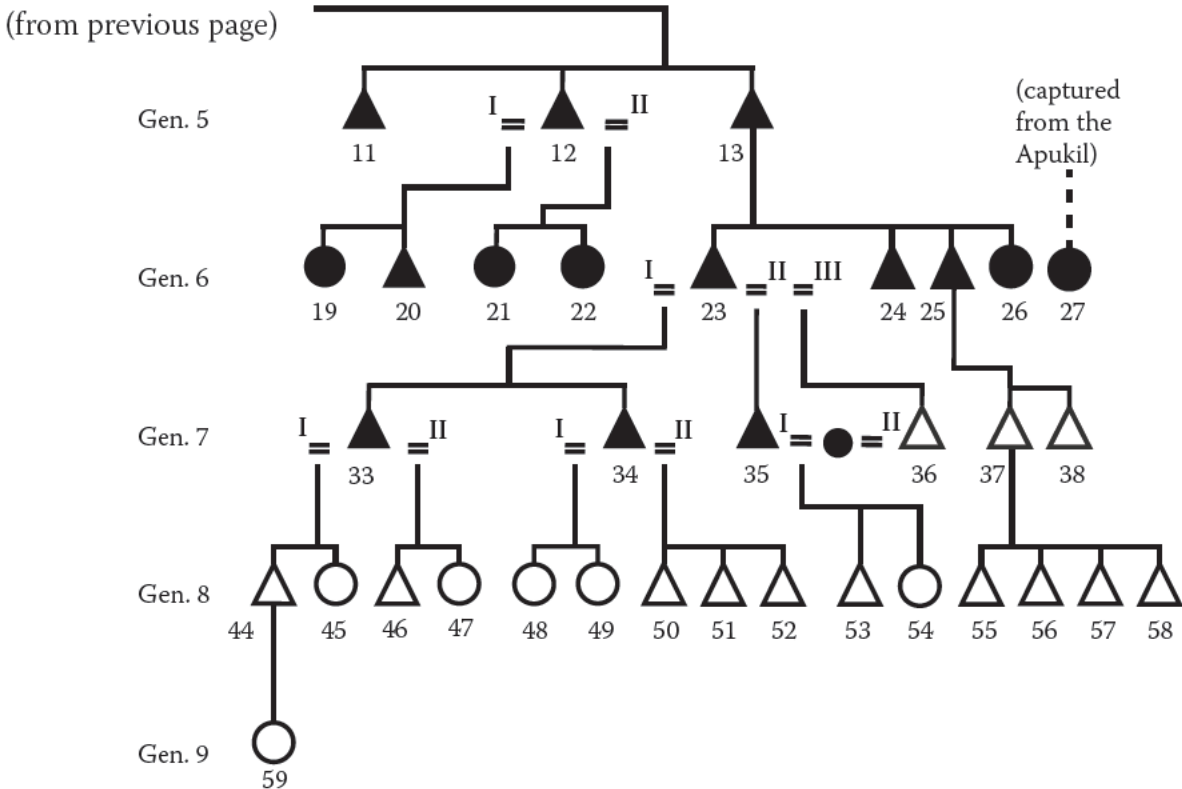 (from previous page)
(captured
from the
Apukil)
Gen. 5
I
II
11
12
13
Gen. 6
I
II
III
19
20
21
22
23
24
25
26
27
Gen. 7
I
II
I
II
I
II
33
34
35
36
37
38
Gen. 8
44
45
46
47
48
49
50
51
52
53
54
55
56
57
58
Gen. 9
59